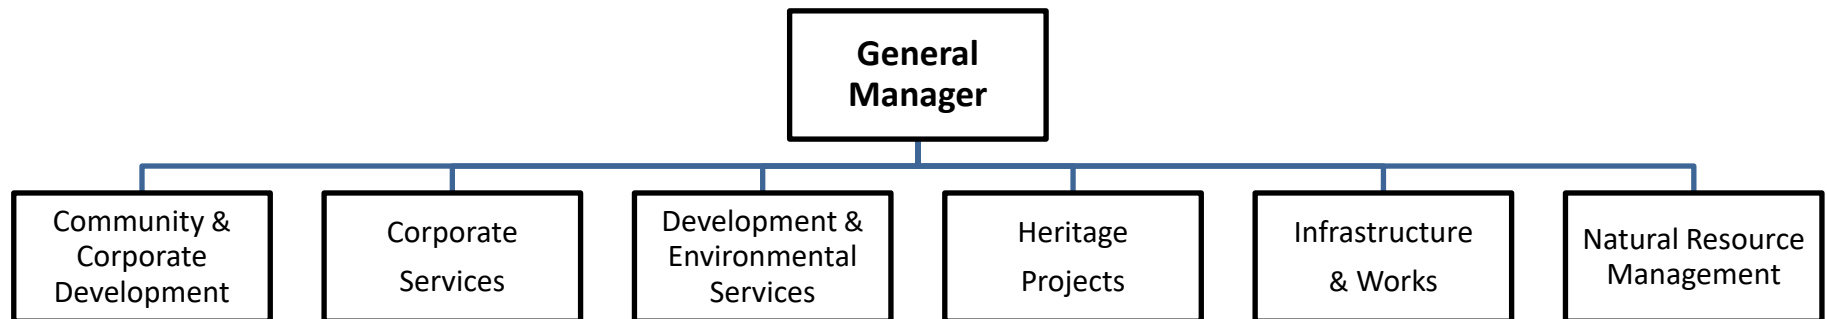 General
Manager
Community &
Corporate
Development
Corporate
Services
Development &
Environmental
Services
Heritage
Projects
Infrastructure
& Works
Natural Resource
Management